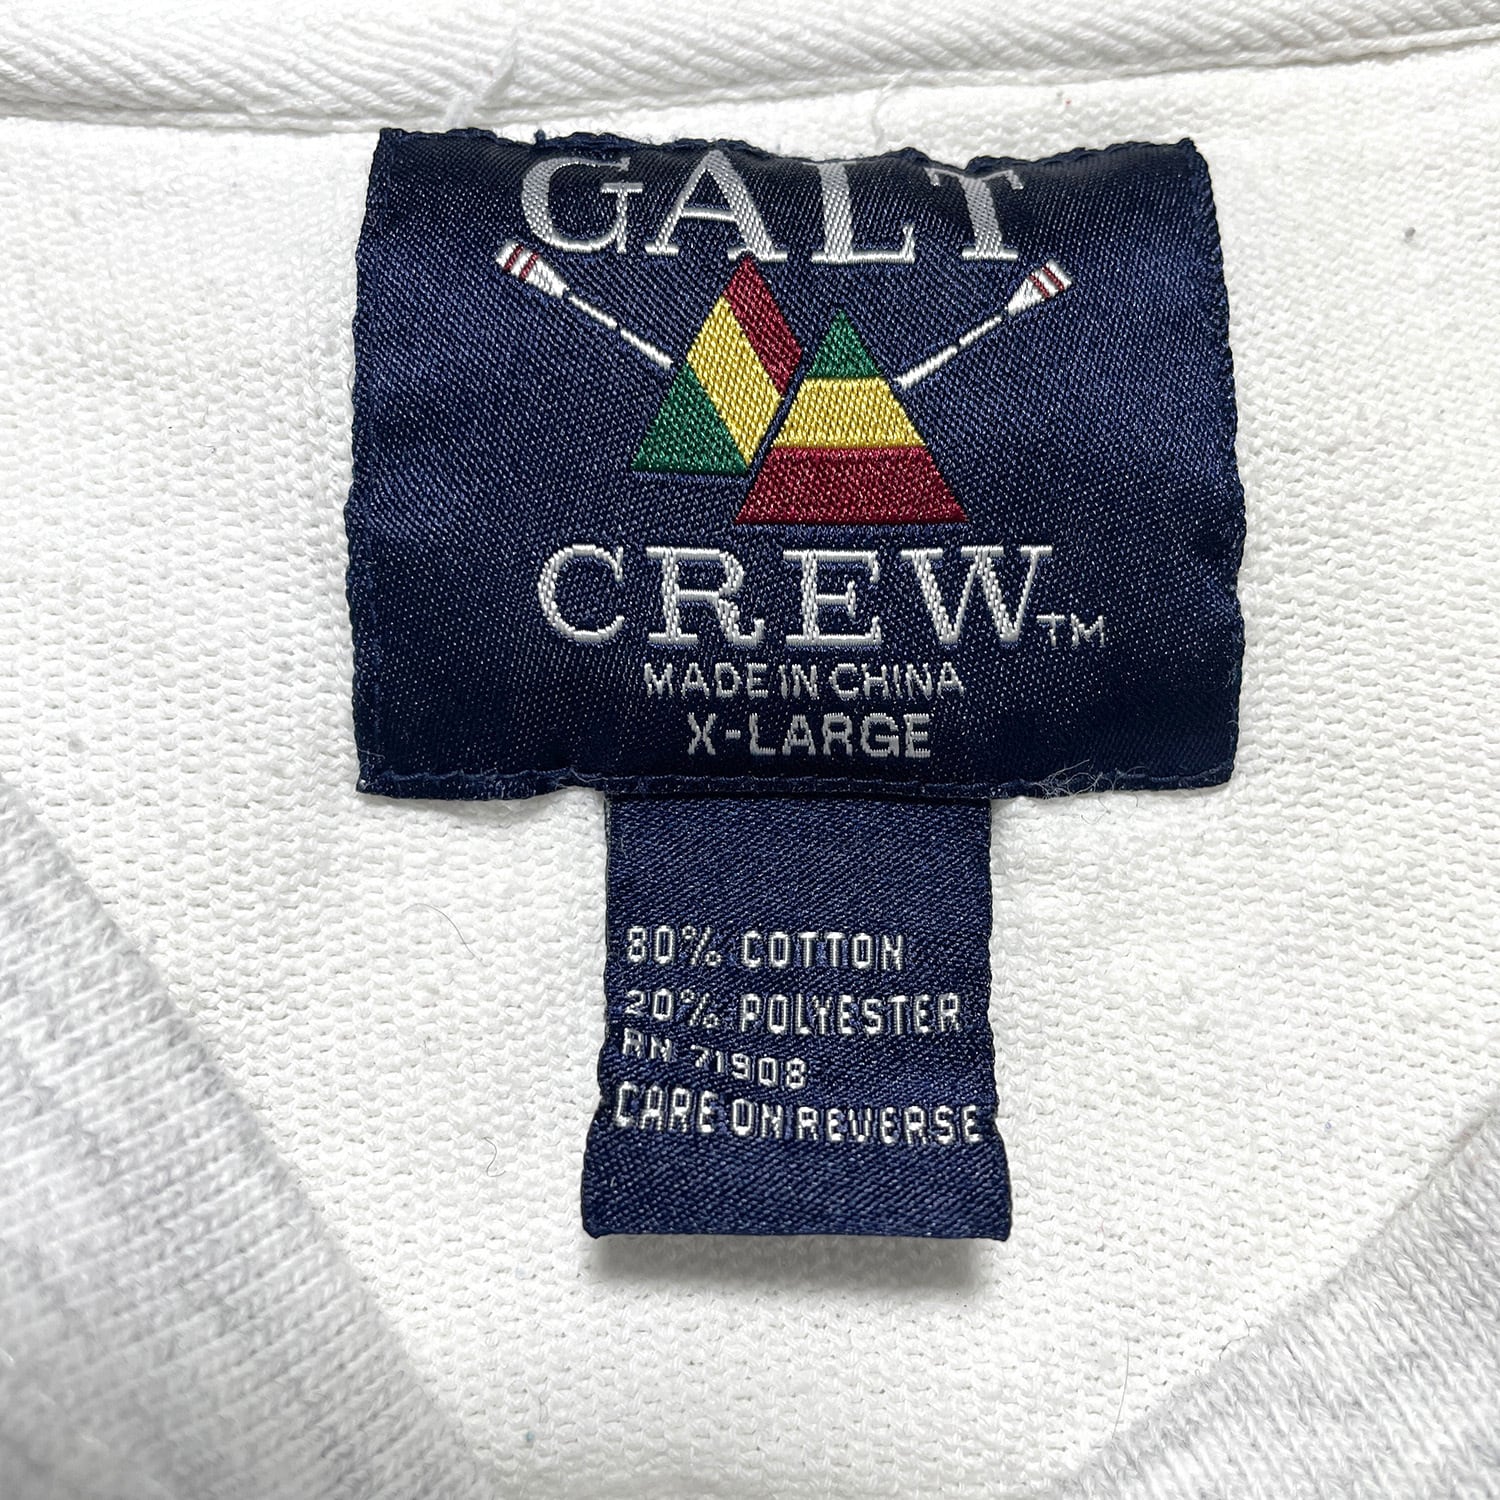 GALT
CREW™
MADE IN CHINA
X-LARGE
80% COTTON
20% POLYESTER
RN 71908
CARE ON REVERSE